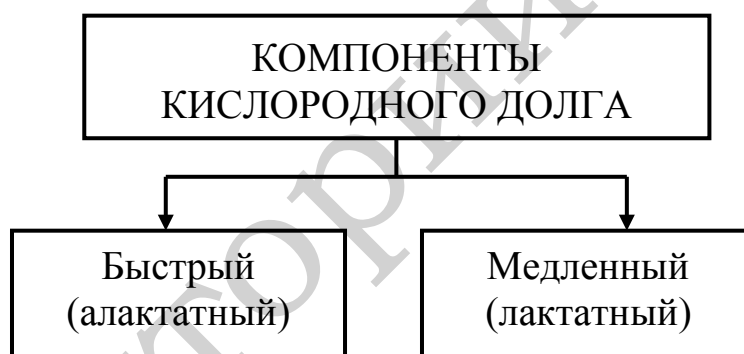 КОМПОНЕНТЫ
КИСЛОРОДНОГО ДОЛГА
Быстрый
(алактатный)
Медленный
(лактатный)